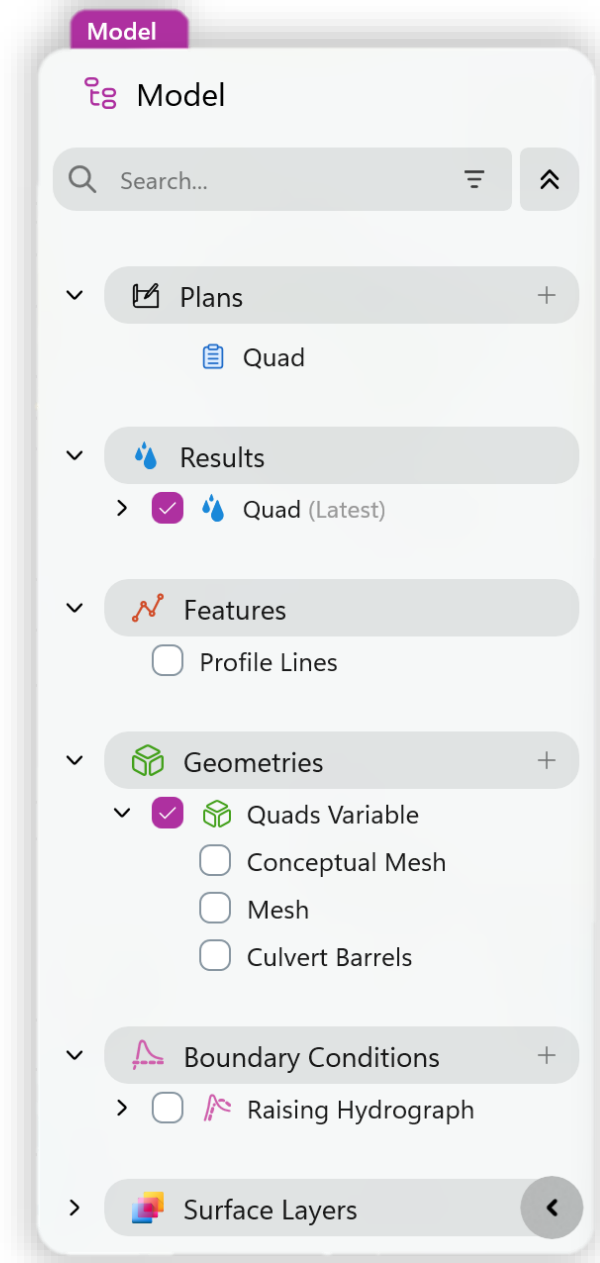 Model
Model
Search...
Plans
Quad
Results
Quad (Latest)
Features
Profile Lines
Geometries
Quads Variable
Conceptual Mesh
Mesh
Culvert Barrels
Boundary Conditions
Raising Hydrograph
Surface Layers